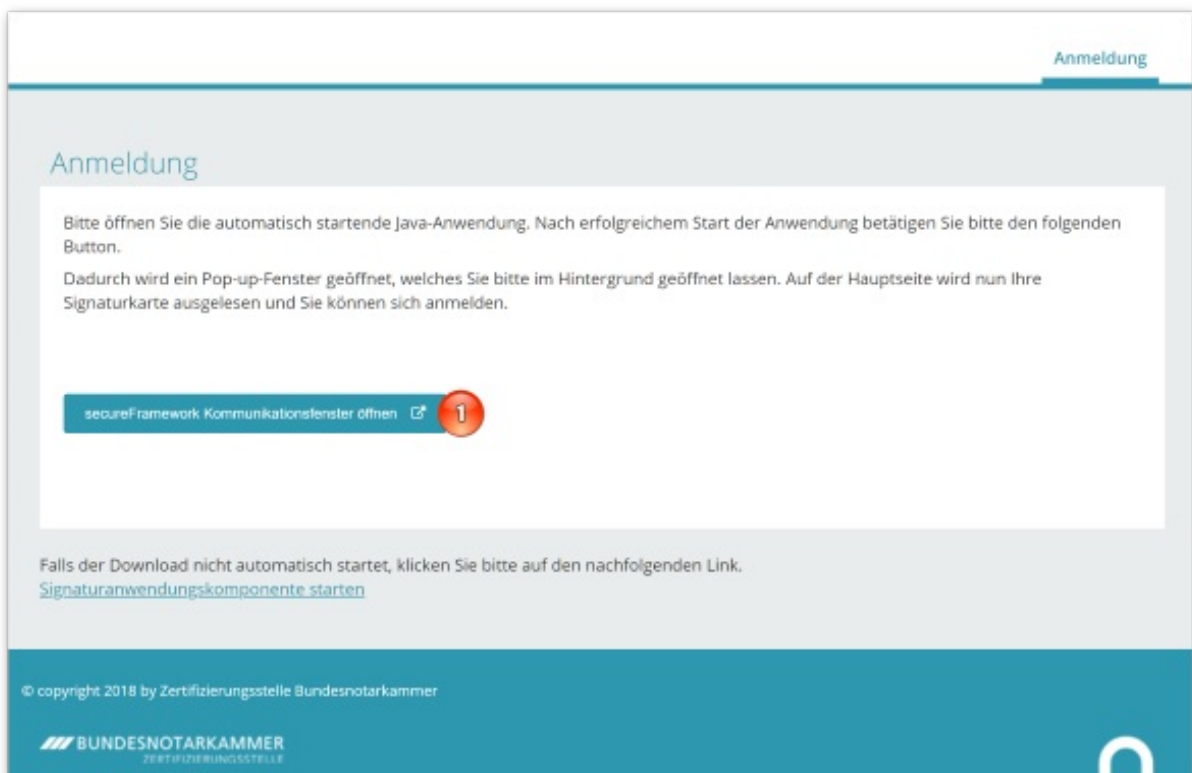 Anmeldung
Anmeldung
Bitte öffnen Sie die automatisch startende Java-Anwendung. Nach erfolgreichem Start der Anwendung betätigen Sie bitte den folgenden
Button.
Dadurch wird ein Pop-up-Fenster geöffnet, welches Sie bitte im Hintergrund geöffnet lassen. Auf der Hauptseite wird nun Ihre
Signaturkarte ausgelesen und Sie können sich anmelden.
secureFramework Kommunikationsfenster öffnen 1
Falls der Download nicht automatisch startet, klicken Sie bitte auf den nachfolgenden Link.
Signaturanwendungskomponente starten
© copyright 2018 by Zertifizierungsstelle Bundesnotarkammer
BUNDESNOTARKAMMER
ZERTIFIZIERUNGSSTELLE